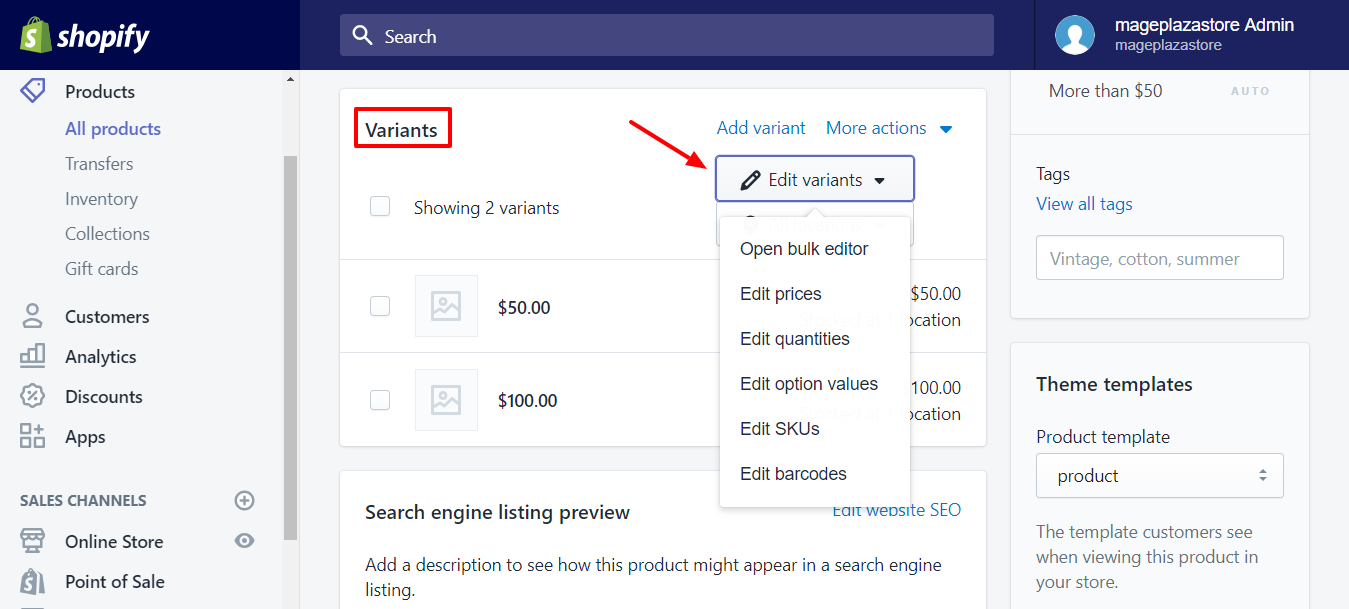 shopify
Search
mageplazastore Admin
mageplazastore
Products
All products
Transfers
Inventory
Collections
Gift cards
Customers
Analytics
Discounts
Apps
SALES CHANNELS
Online Store
Point of Sale
Variants
Add variant
More actions
Edit variants
Showing 2 variants
Open bulk editor
Edit prices
Edit quantities
Edit option values
Edit SKUs
Edit barcodes
$50.00
$50.00
$100.00
100.00
Search engine listing preview
Edit website SEO
Add a description to see how this product might appear in a search engine
listing.
More than $50
AUTO
Tags
View all tags
Vintage, cotton, summer
Theme templates
Product template
product
The template customers see
when viewing this product in
your store.